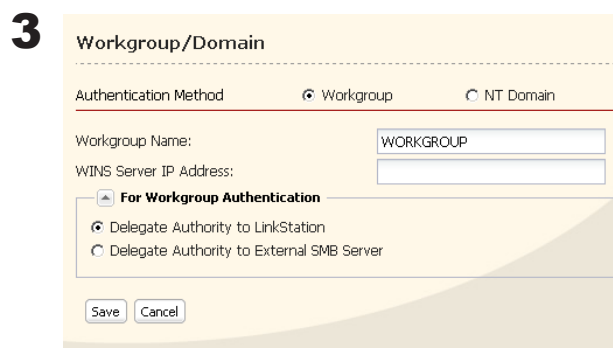 3
Workgroup/Domain
Authentication Method Workgroup NT Domain
Workgroup Name: WORKGROUP
WINS Server IP Address:
For Workgroup Authentication
Delegate Authority to LinkStation
Delegate Authority to External SMB Server
Save Cancel